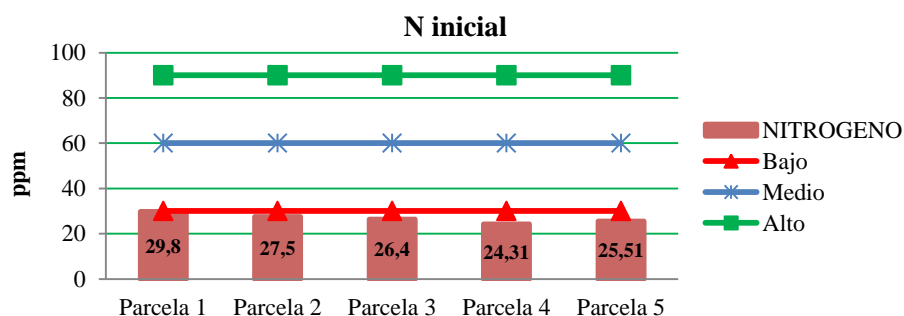 N inicial
100
80
60
40
20
0
ppm
29,8
27,5
26,4
24,31
25,51
Parcela 1
Parcela 2
Parcela 3
Parcela 4
Parcela 5
NITROGENO
Bajo
Medio
Alto